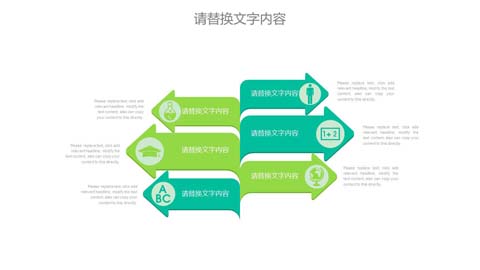 请替换文字内容
Please replace text, click add
relevant headline, modify the
text content, also can copy
your content to this directly.
请替换文字内容
Please replace text, click add
relevant headline, modify the
text content, also can copy
your content to this directly.
请替换文字内容
1+2
请替换文字内容
Please replace text, click add
relevant headline, modify the
text content, also can copy
your content to this directly.
请替换文字内容
Please replace text, click add
relevant headline, modify the
text content, also can copy
your content to this directly.
请替换文字内容
Please replace text, click add
relevant headline, modify the
text content, also can copy
your content to this directly.
请替换文字内容
A
BC
Please replace text, click add
relevant headline, modify the
text content, also can copy
your content to this directly.
请替换文字内容